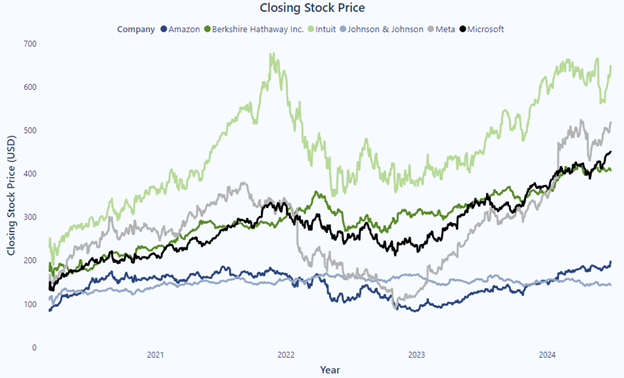 Closing Stock Price
Company Amazon Berkshire Hathaway Inc. Intuit Johnson & Johnson Meta Microsoft
700
600
500
400
300
200
100
0
Closing Stock Price (USD)
2021 2022 2023 2024
Year